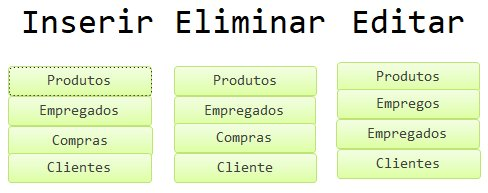 Inserir Eliminar Editar
Produtos Produtos Produtos
Empregados Empregados Empregos
Compras Compras Empregados
Clientes Cliente Clientes